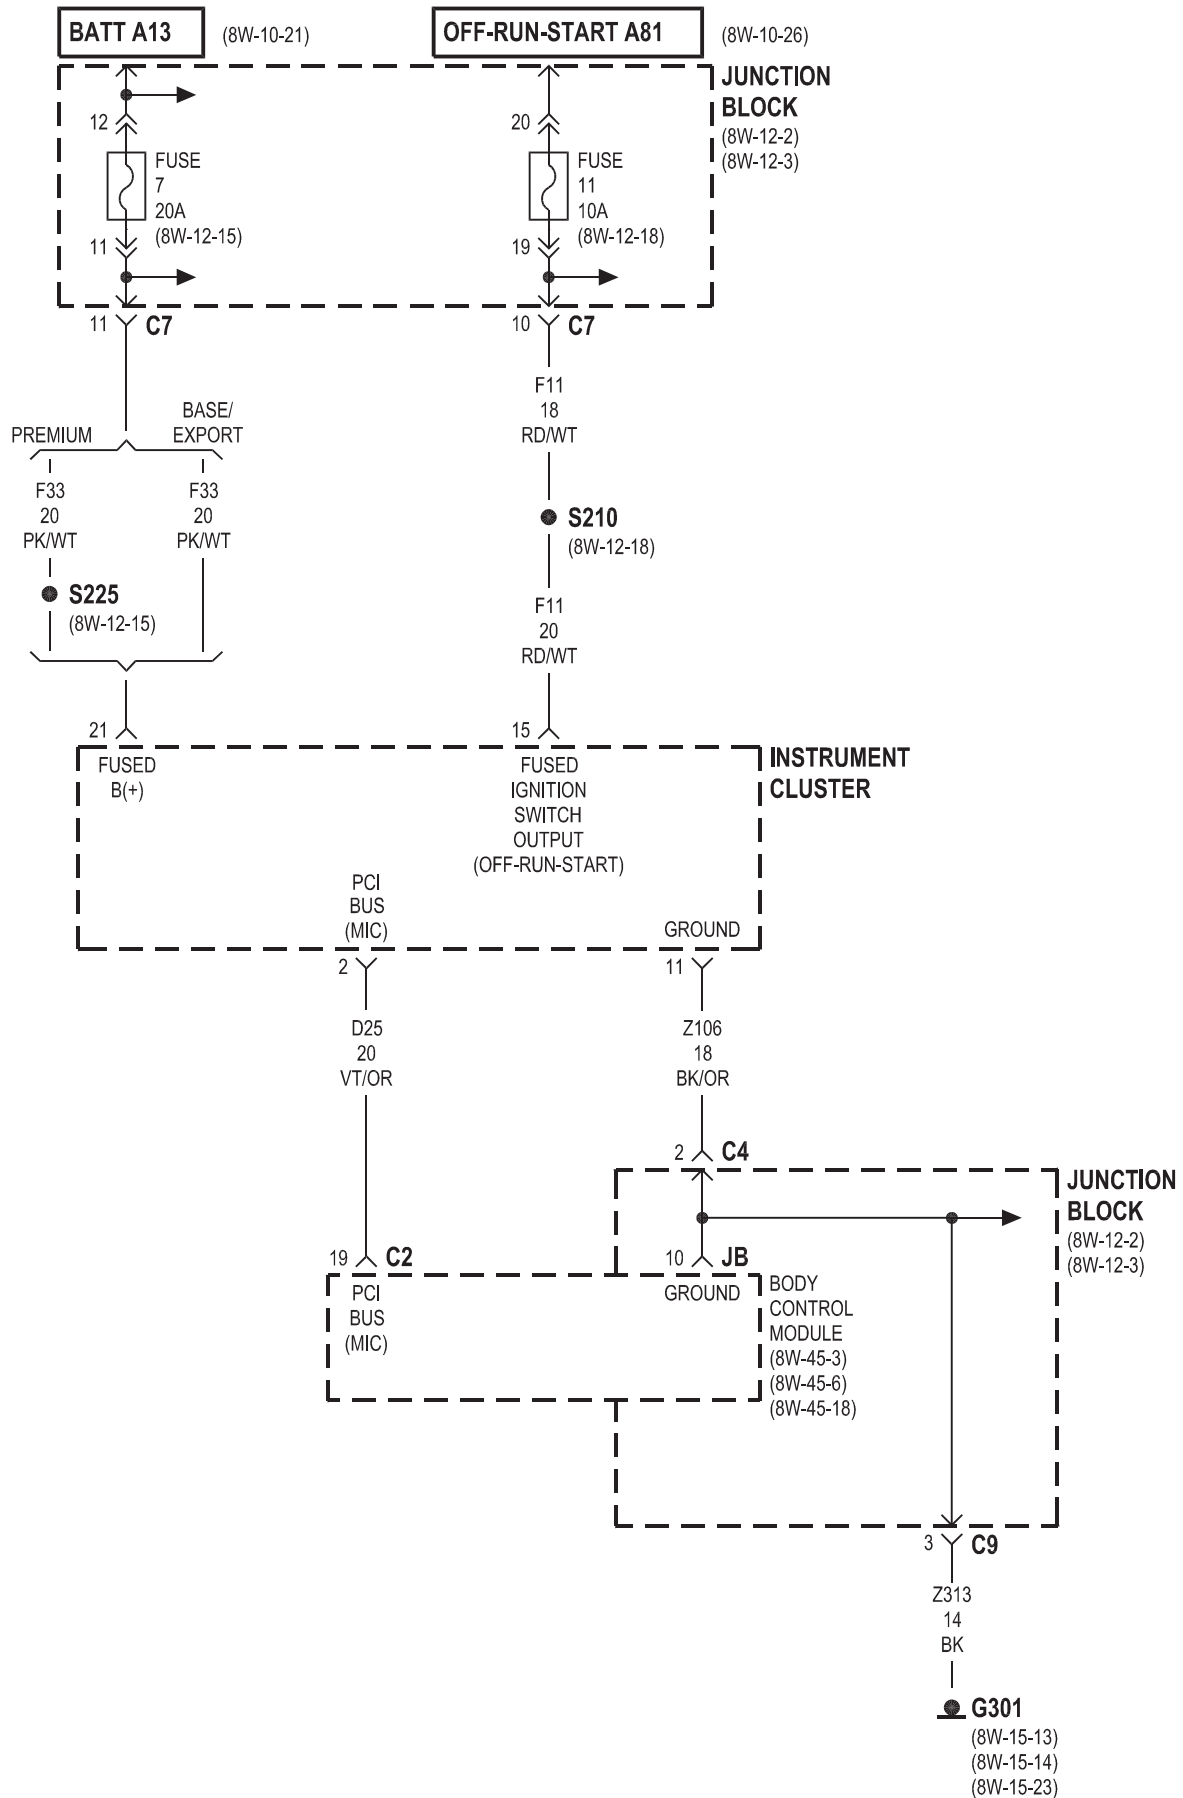 BATT A13
(8W-10-21)
OFF-RUN-START A81
(8W-10-26)
JUNCTION
BLOCK
(8W-12-2)
(8W-12-3)
12
FUSE
7
20A
(8W-12-15)
11
20
FUSE
11
10A
(8W-12-18)
19
11
C7
10
C7
F11
18
RD/WT
PREMIUM
BASE/
EXPORT
F33
20
PK/WT
F33
20
PK/WT
S210
(8W-12-18)
S225
(8W-12-15)
F11
20
RD/WT
21
15
INSTRUMENT
CLUSTER
FUSED
B(+)
FUSED
IGNITION
SWITCH
OUTPUT
(OFF-RUN-START)
PCI
BUS
(MIC)
GROUND
2
11
D25
20
VT/OR
Z106
18
BK/OR
2
C4
JUNCTION
BLOCK
(8W-12-2)
(8W-12-3)
19
C2
10
JB
PCI
BUS
(MIC)
GROUND
BODY
CONTROL
MODULE
(8W-45-3)
(8W-45-6)
(8W-45-18)
3
C9
Z313
14
BK
G301
(8W-15-13)
(8W-15-14)
(8W-15-23)